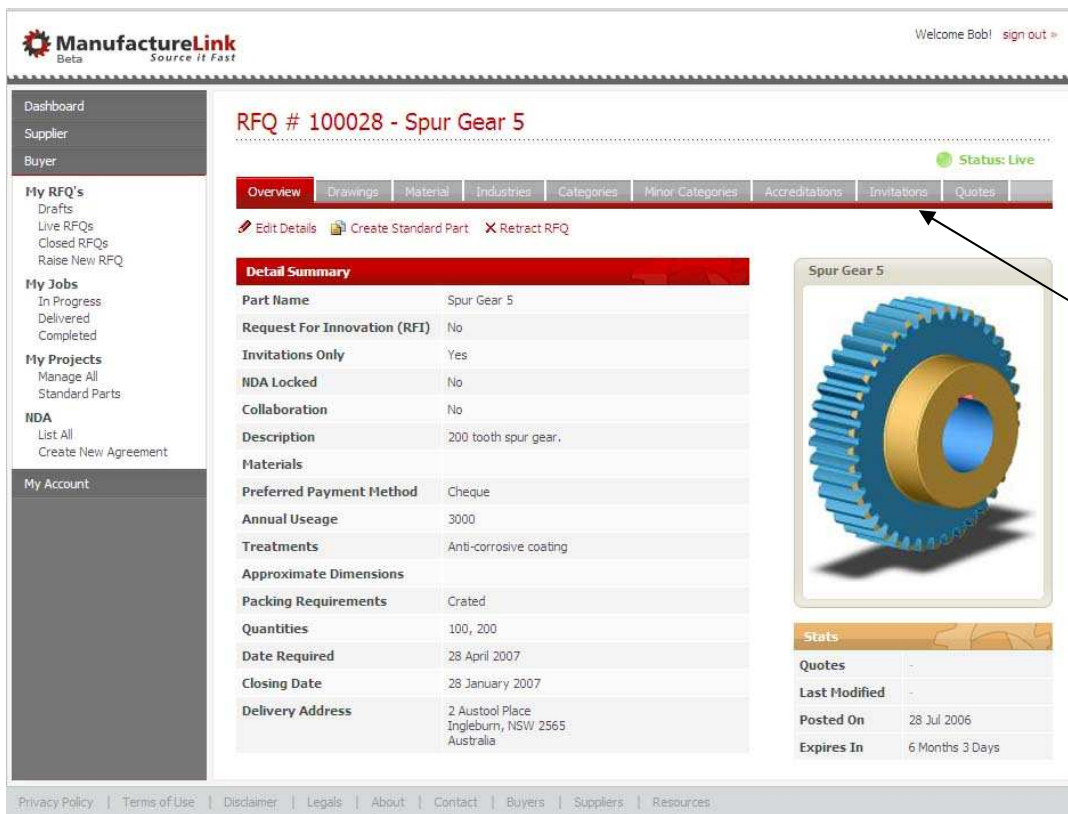 ManufactureLink
Beta Source it Fast
Welcome Bob! sign out »
Dashboard
Supplier
Buyer
My RFQ's
Drafts
Live RFQs
Closed RFQs
Raise New RFQ
My Jobs
In Progress
Delivered
Completed
My Projects
Manage All
Standard Parts
NDA
List All
Create New Agreement
My Account
RFQ # 100028 - Spur Gear 5
Status: Live
Overview Drawings Material Industries Categories Minor Categories Accreditations Invitations Quotes
Edit Details Create Standard Part Retract RFQ
Detail Summary
Part Name Spur Gear 5
Request For Innovation (RFI) No
Invitations Only Yes
NDA Locked No
Collaboration No
Description 200 tooth spur gear.
Materials
Preferred Payment Method Cheque
Annual Useage 3000
Treatments Anti-corrosive coating
Approximate Dimensions
Packing Requirements Crated
Quantities 100, 200
Date Required 28 April 2007
Closing Date 28 January 2007
Delivery Address 2 Austool Place
Ingleburn, NSW 2565
Australia
Spur Gear 5
Stats
Quotes -
Last Modified -
Posted On 28 Jul 2006
Expires In 6 Months 3 Days
Privacy Policy | Terms of Use | Disclaimer | Legals | About | Contact | Buyers | Suppliers | Resources